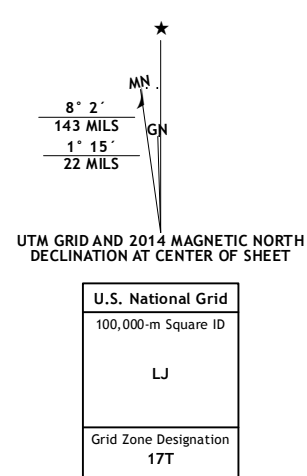 ★
MN
8° 2´
143 MILS
GN
1° 15´
22 MILS
UTM GRID AND 2014 MAGNETIC NORTH
DECLINATION AT CENTER OF SHEET
U.S. National Grid
100,000-m Square ID
LJ
Grid Zone Designation
17T